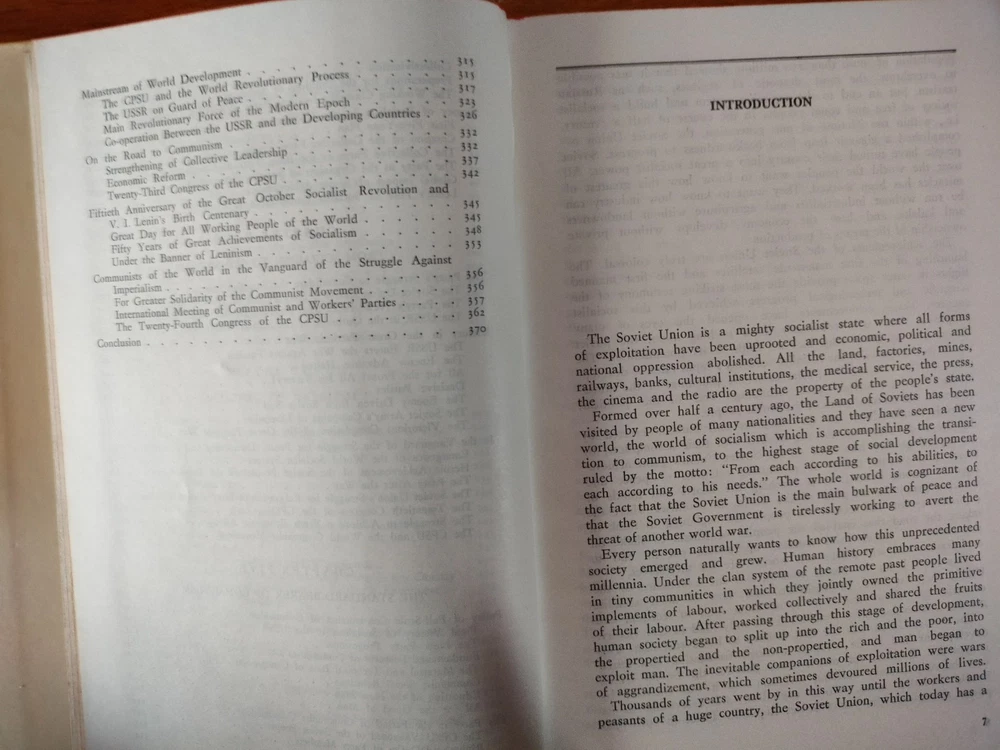 Mainstream of World Development . . . . . . . . . . . . . 315
The CPSU and the World Revolutionary Process . . . . . . 315
The USSR on Guard of Peace . . . . . . . . . . . . . 317
Main Revolutionary Force of the Modern Epoch . . . . . . 323
Co-operation Between the USSR and the Developing Countries . . 326
On the Road to Communism . . . . . . . . . . . . . . 332
Strengthening of Collective Leadership . . . . . . . . . . 332
Economic Reform . . . . . . . . . . . . . . . . . 337
Twenty-Third Congress of the CPSU . . . . . . . . . . . 342
Fiftieth Anniversary of the Great October Socialist Revolution and
V. I. Lenin's Birth Centenary . . . . . . . . . . . . . 345
Great Day for All Working People of the World . . . . . . 345
Fifty Years of Great Achievements of Socialism . . . . . . 348
Under the Banner of Leninism . . . . . . . . . . . . 353
Communists of the World in the Vanguard of the Struggle Against
Imperialism . . . . . . . . . . . . . . . . . . . 356
For Greater Solidarity of the Communist Movement . . . . . 356
International Meeting of Communist and Workers' Parties . . . . 357
The Twenty-Fourth Congress of the CPSU . . . . . . . . 362
Conclusion . . . . . . . . . . . . . . . . . . . . 370
INTRODUCTION
The Soviet Union is a mighty socialist state where all forms
of exploitation have been uprooted and economic, political and
national oppression abolished. All the land, factories, mines,
railways, banks, cultural institutions, the medical service, the press,
the cinema and the radio are the property of the people's state.
Formed over half a century ago, the Land of Soviets has been
visited by people of many nationalities and they have seen a new
world, the world of socialism which is accomplishing the transi-
tion to communism, to the highest stage of social development
ruled by the motto: "From each according to his abilities, to
each according to his needs." The whole world is cognizant of
the fact that the Soviet Union is the main bulwark of peace and
that the Soviet Government is tirelessly working to avert the
threat of another world war.
Every person naturally wants to know how this unprecedented
society emerged and grew. Human history embraces many
millennia. Under the clan system of the remote past people lived
in tiny communities in which they jointly owned the primitive
implements of labour, worked collectively and shared the fruits
of their labour. After passing through this stage of development,
human society began to split up into the rich and the poor, into
the propertied and the non-propertied, and man began to
exploit man. The inevitable companions of exploitation were wars
of aggrandizement, which sometimes devoured millions of lives.
Thousands of years went by in this way until the workers and
peasants of a huge country, the Soviet Union, which today has a
7